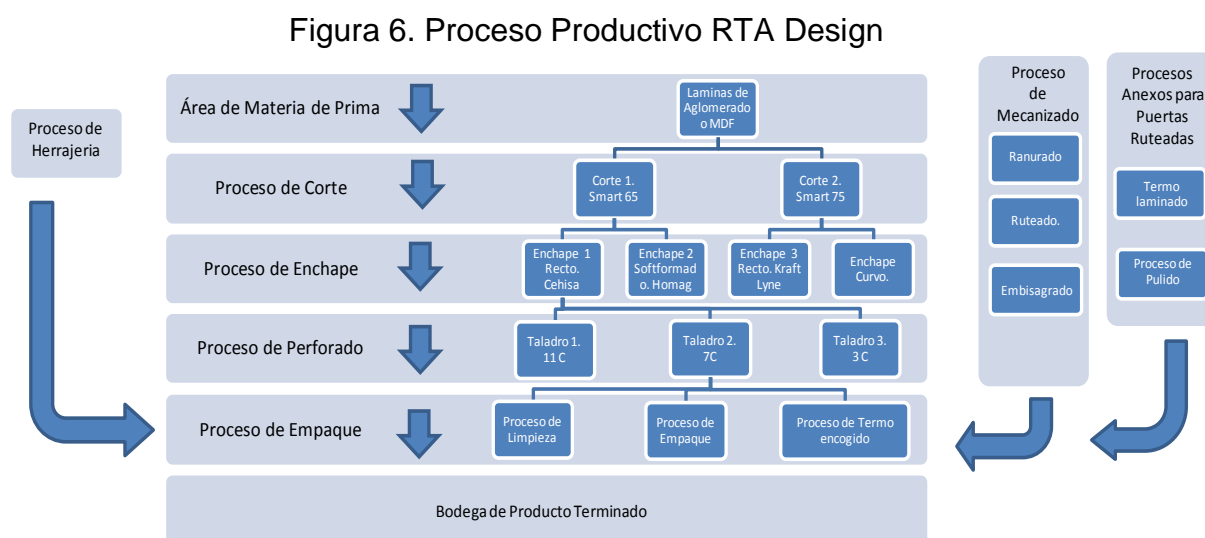 Figura 6. Proceso Productivo RTA Design
Proceso de
Herrajeria
Área de Materia de Prima
Laminas de
Aglomerado
o MDF
Proceso de Corte
Corte 1.
Smart 65
Corte 2.
Smart 75
Proceso de Enchape
Enchape 1
Recto.
Cehisa
Enchape 2
Softformad
o. Homag
Enchape 3
Recto. Kraft
Lyne
Enchape
Curvo.
Proceso de Perforado
Taladro 1.
11 C
Taladro 2.
7C
Taladro 3.
3 C
Proceso de Empaque
Proceso de
Limpieza
Proceso de
Empaque
Proceso de Termo
encogido
Bodega de Producto Terminado
Proceso
de
Mecanizado
Ranurado
Ruteado.
Embisagrado
Procesos
Anexos para
Puertas
Ruteadas
Termo
laminado
Proceso de
Pulido